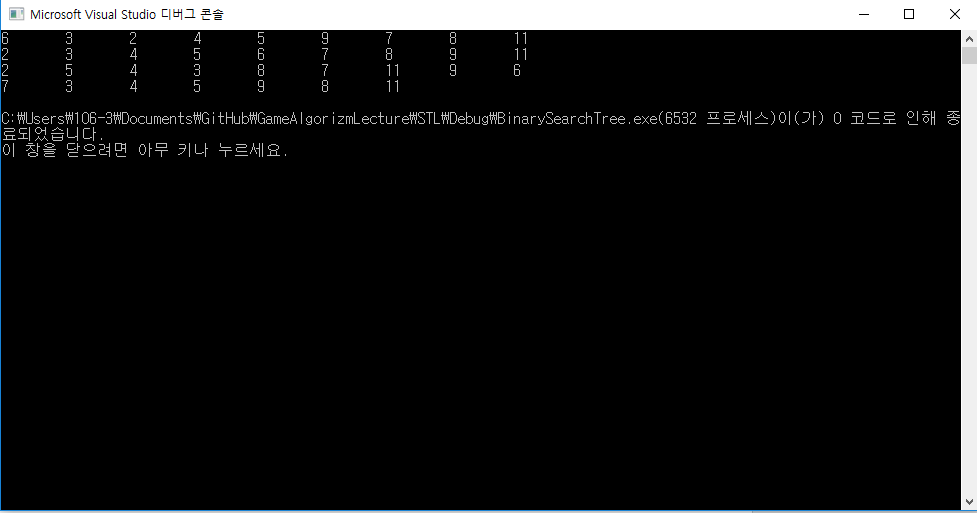 Microsoft Visual Studio 디버그 콘솔
6 3 2 4 5 9 7 8 11
2 3 4 5 6 7 8 9 11
2 5 4 3 8 7 11 9 6
7 3 4 5 9 8 11
C:₩Users₩106-3₩Documents₩GitHub₩GameAlgorizmLecture₩STL₩Debug₩BinarySearchTree.exe(6532 프로세스)이(가) 0 코드로 인해 종
료되었습니다.
이 창을 닫으려면 아무 키나 누르세요.